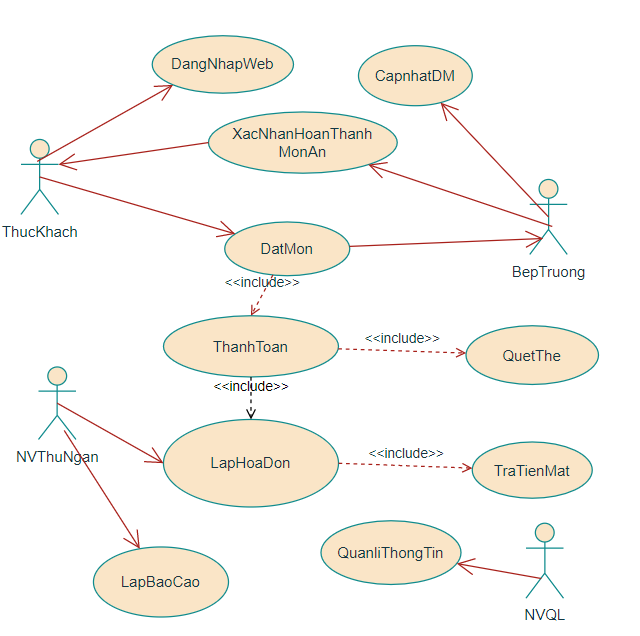 DangNhapWeb
CapnhatDM
XacNhanHoanThanh
MonAn
ThucKhach
DatMon
BepTruong
<<include>>
ThanhToan
<<include>>
QuetThe
<<include>>
NVThuNgan
LapHoaDon
<<include>>
TraTienMat
QuanliThongTin
LapBaoCao
NVQL